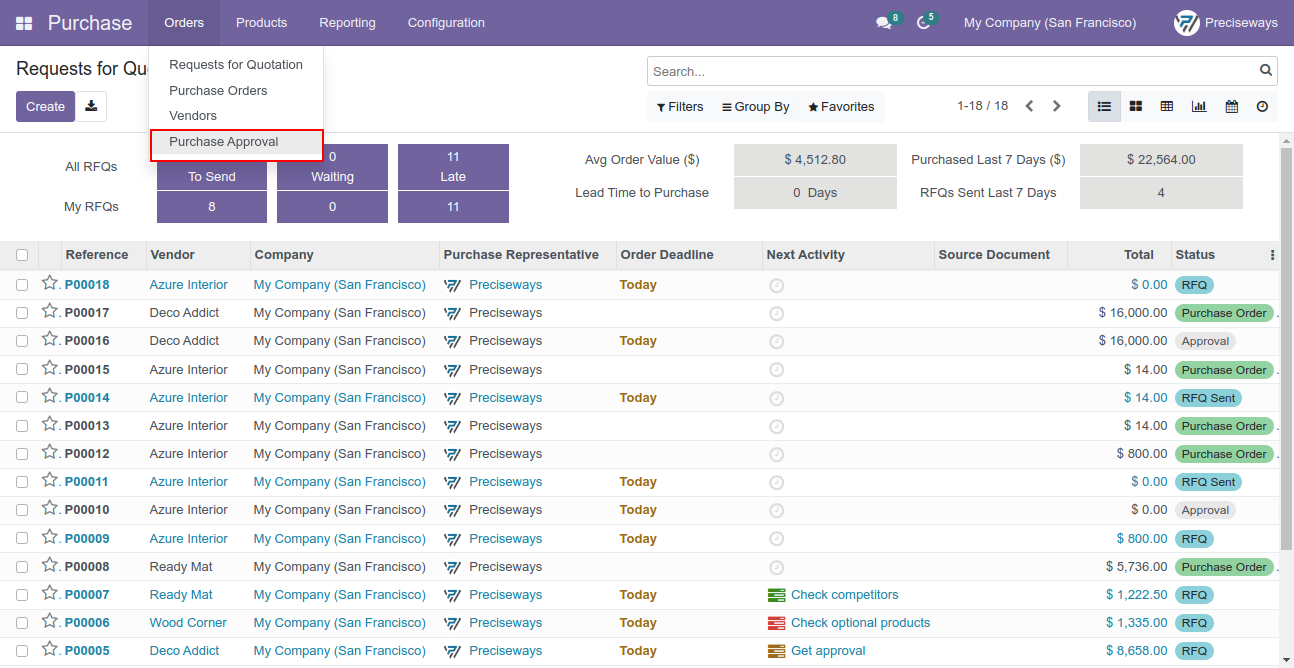 Purchase Orders Products Reporting Configuration 8 5 My Company (San Francisco) Preciseways
Requests for Quo
Requests for Quotation
Purchase Orders
Vendors
Purchase Approval
Search...
Create
Filters Group By Favorites 1-18 / 18
All RFQs To Send 0 Waiting 11 Late
My RFQs 8 0 11
Avg Order Value ($) $ 4,512.80 Purchased Last 7 Days ($) $ 22,564.00
Lead Time to Purchase 0 Days RFQs Sent Last 7 Days 4
Reference Vendor Company Purchase Representative Order Deadline Next Activity Source Document Total Status
P00018 Azure Interior My Company (San Francisco) Preciseways Today $ 0.00 RFQ
P00017 Deco Addict My Company (San Francisco) Preciseways $ 16,000.00 Purchase Order
P00016 Deco Addict My Company (San Francisco) Preciseways Today $ 16,000.00 Approval
P00015 Azure Interior My Company (San Francisco) Preciseways $ 14.00 Purchase Order
P00014 Azure Interior My Company (San Francisco) Preciseways Today $ 14.00 RFQ Sent
P00013 Azure Interior My Company (San Francisco) Preciseways $ 14.00 Purchase Order
P00012 Azure Interior My Company (San Francisco) Preciseways $ 800.00 Purchase Order
P00011 Azure Interior My Company (San Francisco) Preciseways Today $ 0.00 RFQ Sent
P00010 Azure Interior My Company (San Francisco) Preciseways Today $ 0.00 Approval
P00009 Azure Interior My Company (San Francisco) Preciseways Today $ 800.00 RFQ
P00008 Ready Mat My Company (San Francisco) Preciseways $ 5,736.00 Purchase Order
P00007 Ready Mat My Company (San Francisco) Preciseways Today Check competitors $ 1,222.50 RFQ
P00006 Wood Corner My Company (San Francisco) Preciseways Today Check optional products $ 1,335.00 RFQ
P00005 Deco Addict My Company (San Francisco) Preciseways Today Get approval $ 8,658.00 RFQ